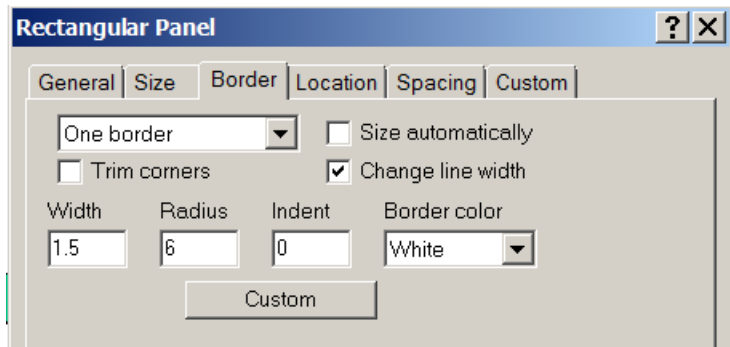 Rectangular Panel ? X
General Size Border Location Spacing Custom
One border Size automatically
Trim corners Change line width
Width Radius Indent Border color
1.5 6 0 White
Custom